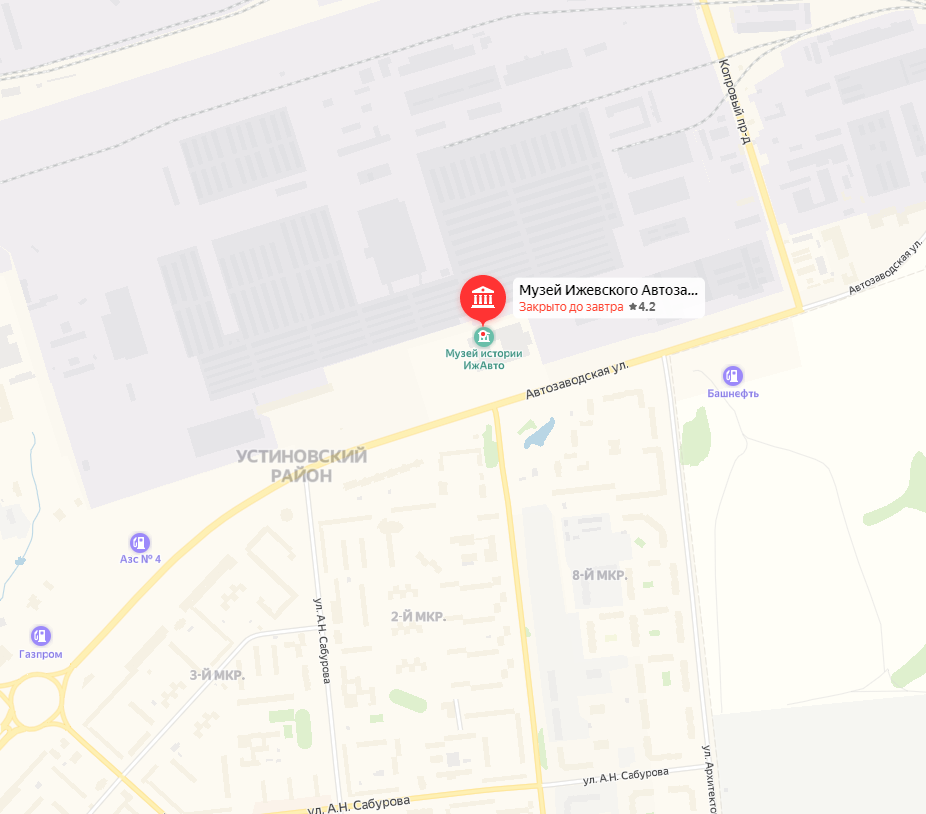 Копровый пр-д
Автозаводская ул.
Музей Ижевского Автоза...
Закрыто до завтра ★4.2
Музей истории
ИжАвто
Автозаводская ул.
Башнефть
УСТИНОВСКИЙ
РАЙОН
Азс № 4
8-Й МКР.
2-Й МКР.
ул. А.Н. Сабурова
Газпром
3-Й МКР.
ул. А.Н. Сабурова
ул. Архитекто
ул. А.Н. Сабурова